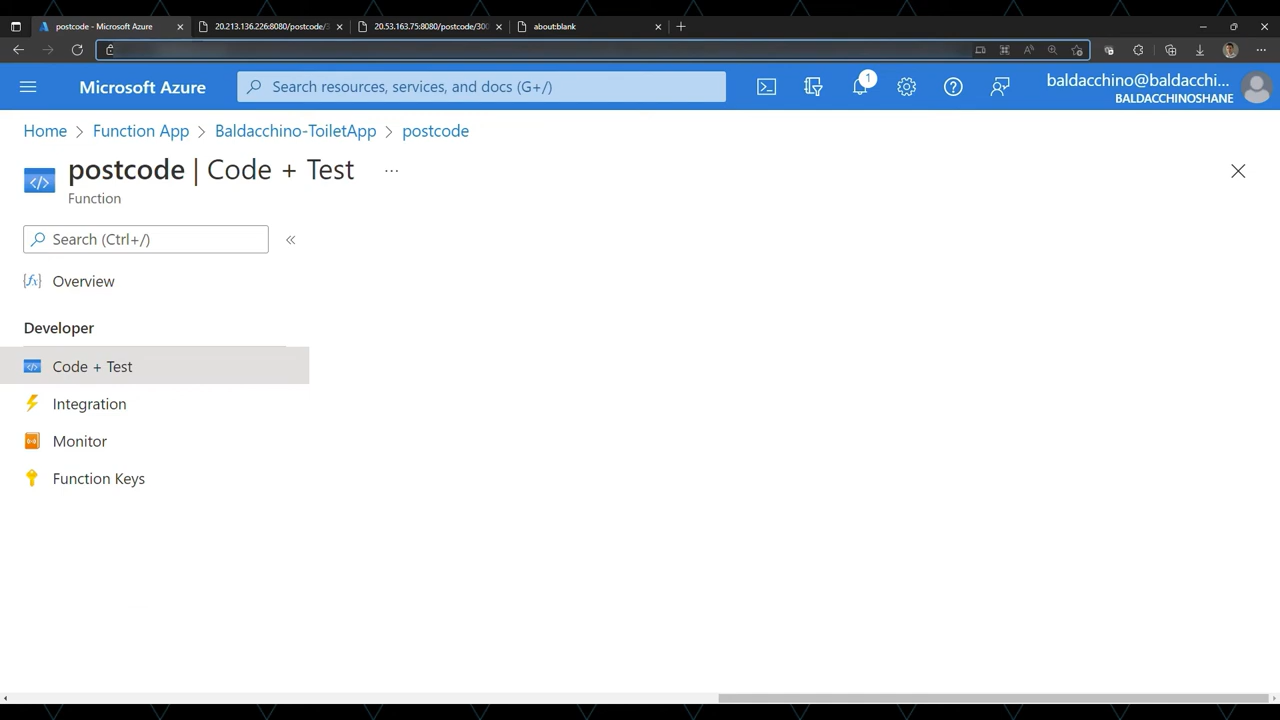 postcode - Microsoft Azure
20.213.136.226:8080/postcode/3
20.53.163.75:8080/postcode/300
about:blank
Microsoft Azure
Search resources, services, and docs (G+/)
1
baldacchino@baldacchi...
BALDACCHINOSHANE
Home > Function App > Baldacchino-ToiletApp > postcode
postcode | Code + Test ...
Function
Search (Ctrl+/)
Overview
Developer
Code + Test
Integration
Monitor
Function Keys